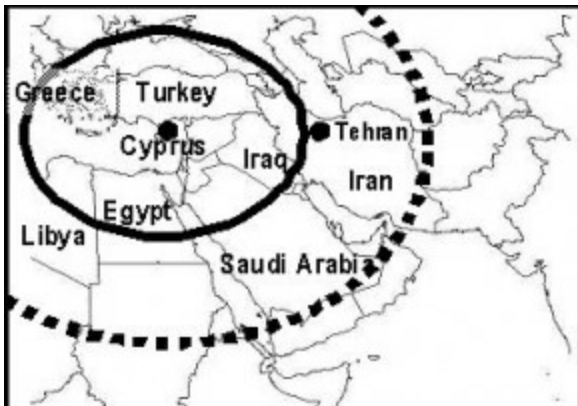 Greece
Turkey
Cyprus
Tehran
Iraq
Iran
Egypt
Libya
Saudi Arabia